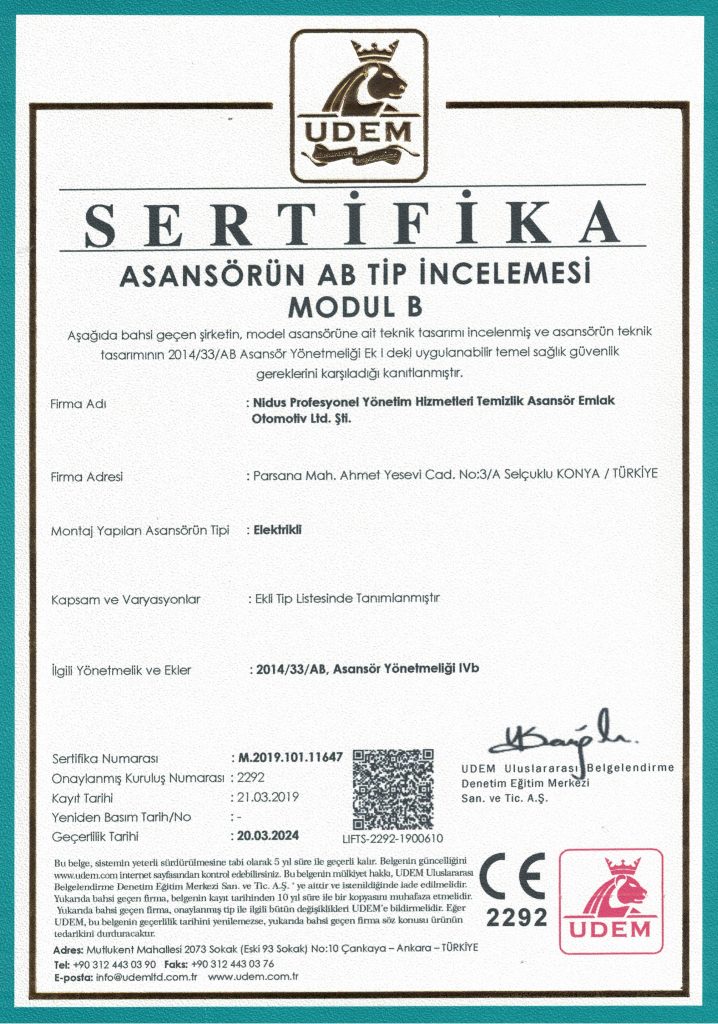 UDEM
SERTİFİKA
ASANSÖRÜN AB TİP İNCELEMESİ
MODUL B
Aşağıda bahsi geçen şirketin, model asansörüne ait teknik tasarımı incelenmiş ve asansörün teknik
tasarımının 2014/33/AB Asansör Yönetmeliği Ek I deki uygulanabilir temel sağlık güvenlik
gereklerini karşıladığı kanıtlanmıştır.
Firma Adı : Nidus Profesyonel Yönetim Hizmetleri Temizlik Asansör Emlak
Otomotiv Ltd. Şti.
Firma Adresi : Parsana Mah. Ahmet Yesevi Cad. No:3/A Selçuklu KONYA / TÜRKİYE
Montaj Yapılan Asansörün Tipi : Elektrikli
Kapsam ve Varyasyonlar : Ekli Tip Listesinde Tanımlanmıştır
İlgili Yönetmelik ve Ekler : 2014/33/AB, Asansör Yönetmeliği IVb
Sertifika Numarası : M.2019.101.11647
Onaylanmış Kuruluş Numarası : 2292
Kayıt Tarihi : 21.03.2019
Yeniden Basım Tarih/No : -
Geçerlilik Tarihi : 20.03.2024
LIFTS-2292-1900610
UDEM Uluslararası Belgelendirme
Denetim Eğitim Merkezi
San. ve Tic. A.Ş.
Bu belge, sistemin yeterli sürdürülmesine tabi olarak 5 yıl süre ile geçerli kalır. Belgenin güncelliğini
www.udem.com internet sayfasından kontrol edebilirsiniz. Bu belgenin mülkiyet hakkı, UDEM Uluslararası
Belgelendirme Denetim Eğitim Merkezi San. ve Tic. A.Ş. ' ye aittir ve istenildiğinde iade edilmelidir.
Yukarıda bahsi geçen firma, belgenin kayıt tarihinden 10 yıl süre ile bir kopyasını muhafaza etmelidir.
Yukarıda bahsi geçen firma, onaylanmış tip ile ilgili bütün değişiklikleri UDEM'e bildirmelidir. Eğer
UDEM, bu belgenin geçerlilik tarihini yenilemezse, yukarıda bahsi geçen firma söz konusu ürünün
tedarikini durduracaktır.
CE
2292
UDEM
Adres: Mutlukent Mahallesi 2073 Sokak (Eski 93 Sokak) No:10 Çankaya – Ankara – TÜRKİYE
Tel: +90 312 443 03 90 Faks: +90 312 443 03 76
E-posta: info@udemltd.com.tr www.udem.com.tr